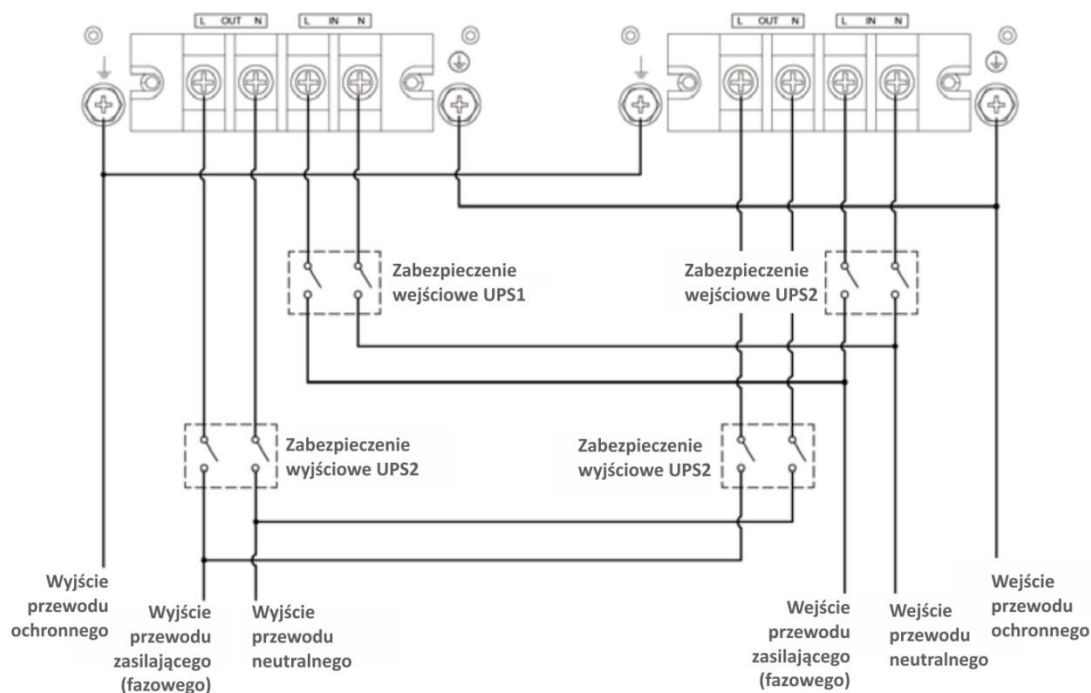 L OUT N
L IN N
L OUT N
L IN N
Zabezpieczenie
wejściowe UPS1
Zabezpieczenie
wejściowe UPS2
Zabezpieczenie
wyjściowe UPS2
Zabezpieczenie
wyjściowe UPS2
Wyjście
przewodu
ochronnego
Wyjście
przewodu
zasilającego
(fazowego)
Wyjście
przewodu
neutralnego
Wejście
przewodu
zasilającego
(fazowego)
Wejście
przewodu
neutralnego
Wejście
przewodu
ochronnego